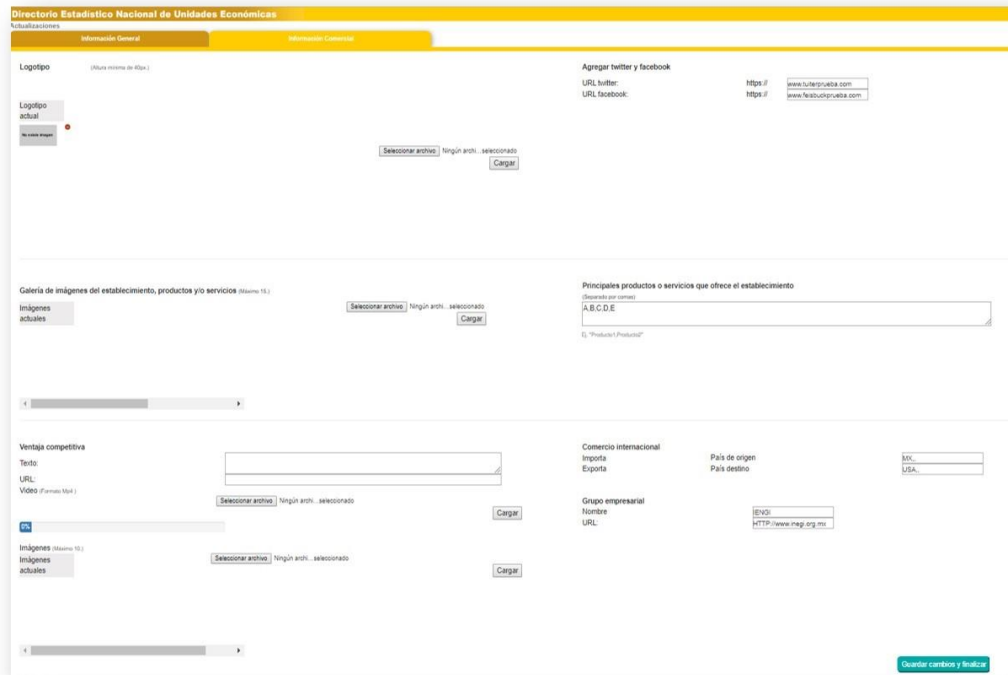 Directorio Estadístico Nacional de Unidades Económicas
Actualizaciones
Información General
Información Comercial
Logotipo (Altura mínima de 40px.)
Logotipo actual
No existe imagen
Seleccionar archivo Ningún archi...seleccionado
Cargar
Agregar twitter y facebook
URL twitter: https:// www.tuiterprueba.com
URL facebook: https:// www.feisbuckprueba.com
Galería de imágenes del establecimiento, productos y/o servicios (Máximo 10.)
Imágenes actuales
Seleccionar archivo Ningún archi...seleccionado
Cargar
Principales productos o servicios que ofrece el establecimiento
(Separado por comas)
A,B,C,D,E
Ej. "Producto1,Producto2"
Ventaja competitiva
Texto:
URL:
Video (Formato Mp4 )
Seleccionar archivo Ningún archi...seleccionado
Cargar
0%
Imágenes (Máximo 10.)
Imágenes actuales
Seleccionar archivo Ningún archi...seleccionado
Cargar
Comercio internacional
Importa País de origen MX,,
Exporta País destino USA,,
Grupo empresarial
Nombre IENGI
URL: HTTP://www.inegi.org.mx
Guardar cambios y finalizar